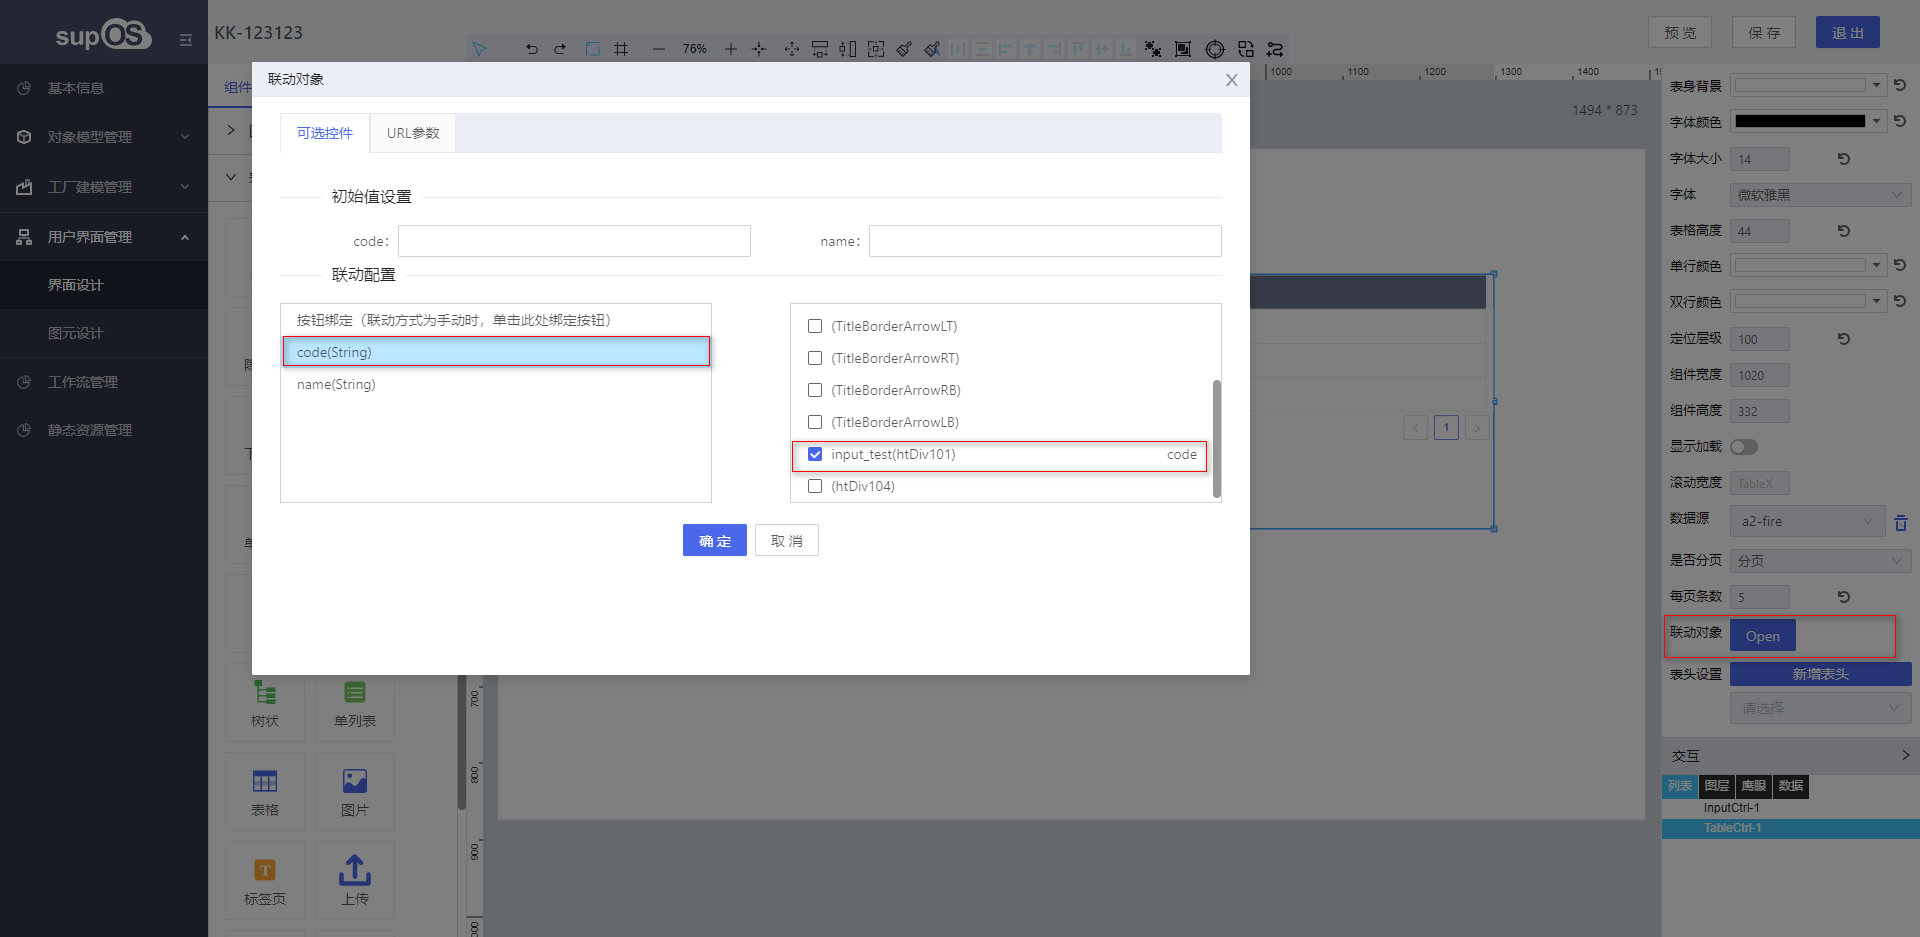 supOS
KK-123123
76%
预 览
保 存
退 出
基本信息
对象模型管理
工厂建模管理
用户界面管理
界面设计
图元设计
工作流管理
静态资源管理
组件
联动对象
可选控件
URL参数
初始值设置
code:
name:
联动配置
按钮绑定（联动方式为手动时，单击此处绑定按钮）
code(String)
name(String)
(TitleBorderArrowLT)
(TitleBorderArrowRT)
(TitleBorderArrowRB)
(TitleBorderArrowLB)
input_test(htDiv101)
code
(htDiv104)
确 定
取 消
树状
单列表
表格
图片
标签页
上传
700
800
900
1000
1100
1200
1300
1400
1494 * 873
1
表身背景
字体颜色
字体大小
14
字体
微软雅黑
表格高度
44
单行颜色
双行颜色
定位层级
100
组件宽度
1020
组件高度
332
显示加载
滚动宽度
TableX
数据源
a2-fire
是否分页
分页
每页条数
5
联动对象
Open
表头设置
新增表头
请选择
交互
列表
图层
鹰眼
数据
InputCtrl-1
TableCtrl-1